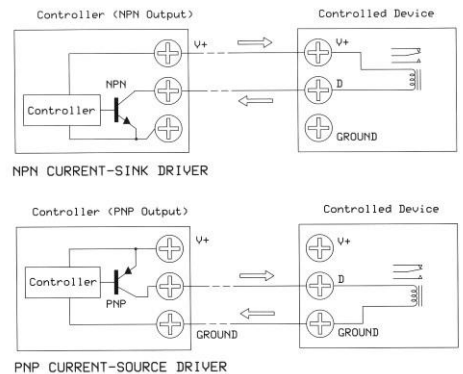 Controller (NPN Output)
Controlled Device
V+
V+
NPN
D
Controller
GROUND
NPN CURRENT-SINK DRIVER
Controller (PNP Output)
Controlled Device
V+
V+
Controller
D
PNP
GROUND
GROUND
PNP CURRENT-SOURCE DRIVER